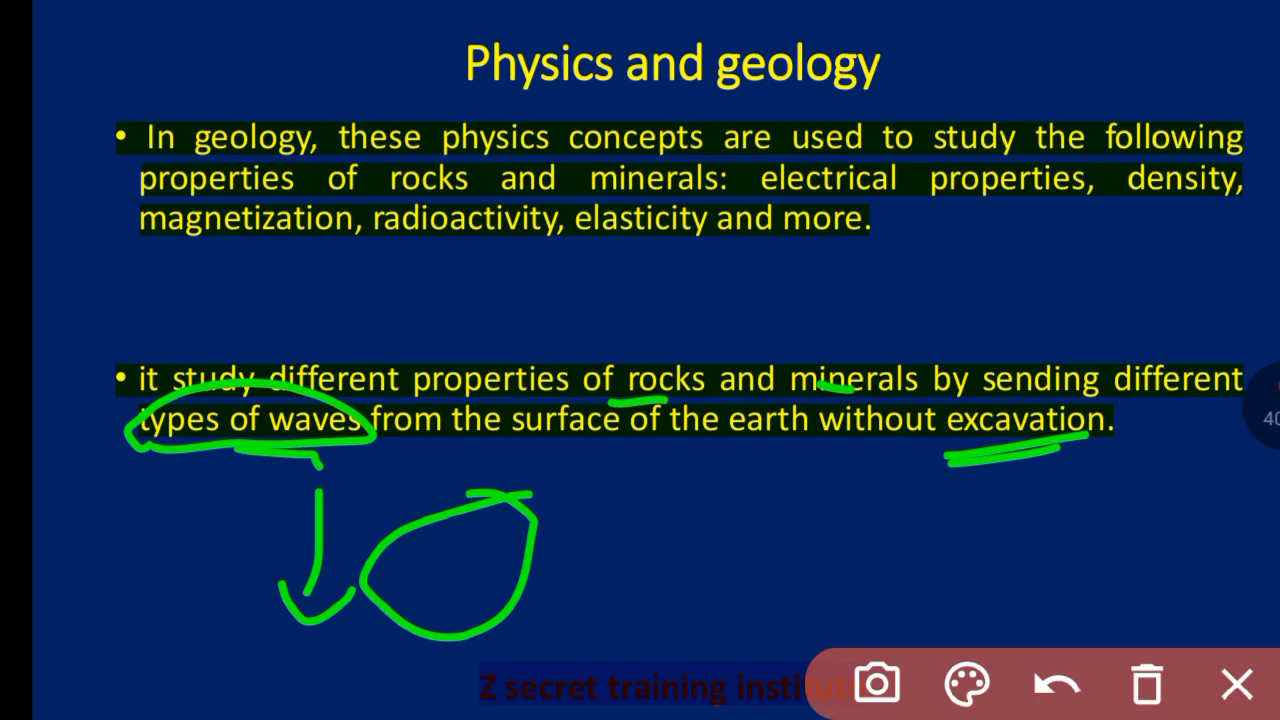 Physics and geology
• In geology, these physics concepts are used to study the following
properties of rocks and minerals: electrical properties, density,
magnetization, radioactivity, elasticity and more.
• it study different properties of rocks and minerals by sending different
types of waves from the surface of the earth without excavation.
40
Z secret training institute